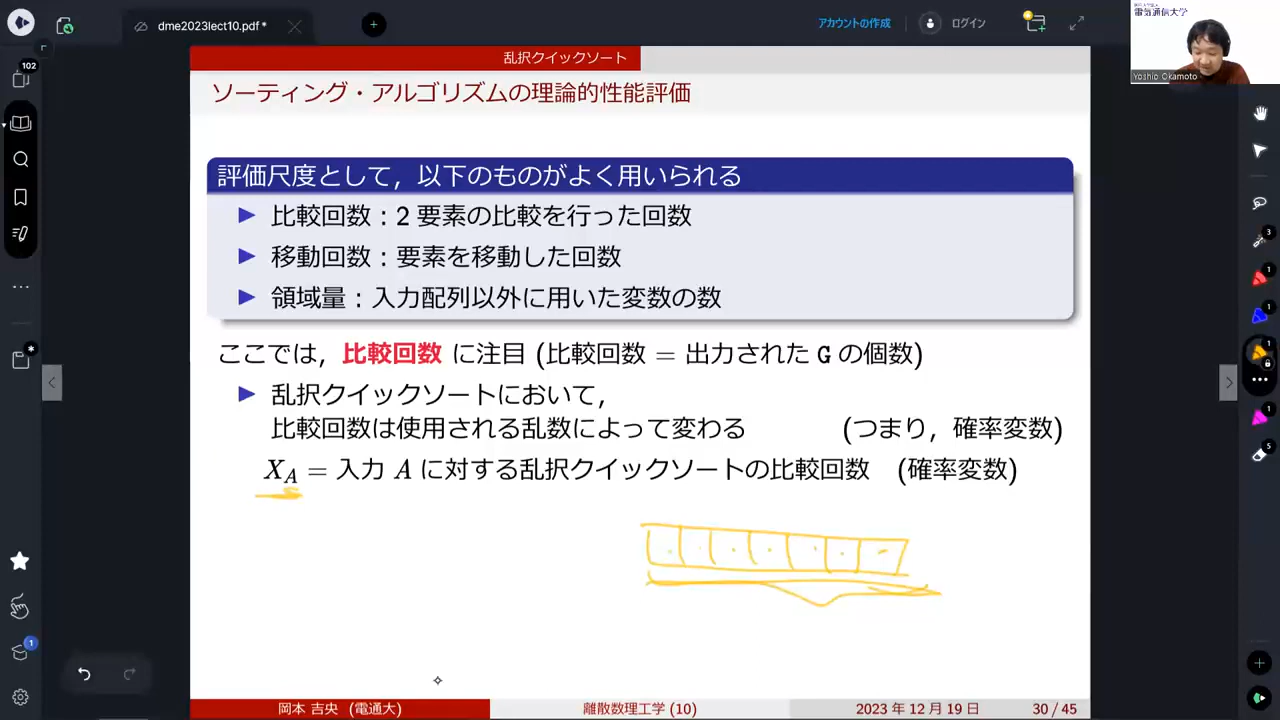 dme2023lect10.pdf*
アカウントの作成
ログイン
電気通信大学
Yoshio Okamoto
102
乱択クイックソート
ソーティング・アルゴリズムの理論的性能評価
評価尺度として，以下のものがよく用いられる
▶ 比較回数：2 要素の比較を行った回数
▶ 移動回数：要素を移動した回数
▶ 領域量：入力配列以外に用いた変数の数
ここでは，比較回数 に注目 (比較回数 = 出力された G の個数)
▶ 乱択クイックソートにおいて，
比較回数は使用される乱数によって変わる (つまり，確率変数)
X_A = 入力 A に対する乱択クイックソートの比較回数 (確率変数)
3
1
1
1
1
5
1
岡本 吉央 (電通大)
離散数理工学 (10)
2023 年 12 月 19 日
30 / 45